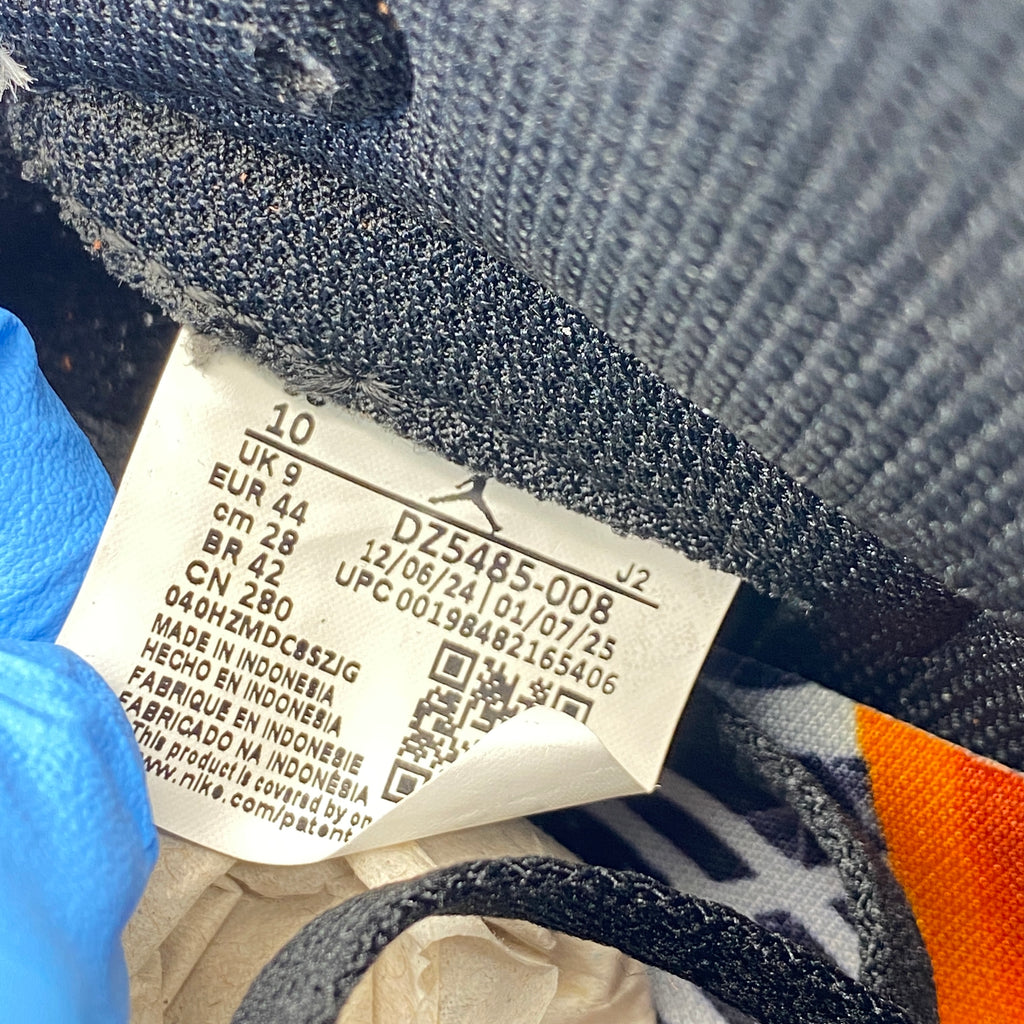 10
UK 9
EUR 44
cm 28
BR 42
CN 280
J2
DZ5485-008
12/06/24 | 01/07/25
UPC 00198482165406
040HZMDC8SZJG
MADE IN INDONESIA
HECHO EN INDONESIA
FABRIQUÉ EN INDONESIE
FABRICADO NA INDONÉSIA
This product is covered by
www.nike.com/patent